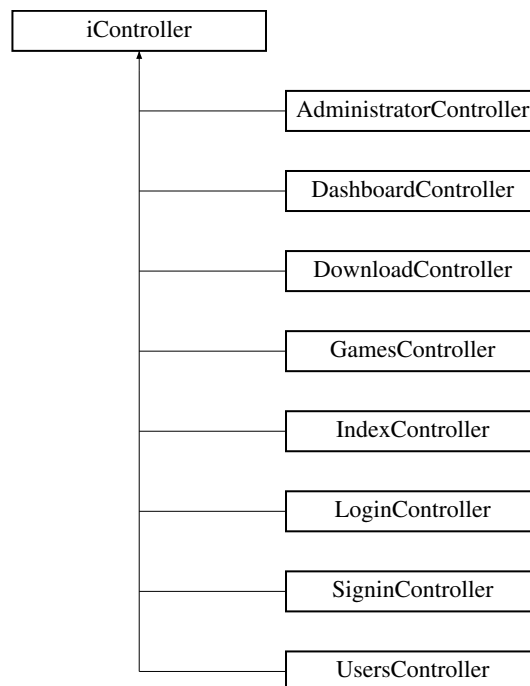 iController
AdministratorController
DashboardController
DownloadController
GamesController
IndexController
LoginController
SigninController
UsersController